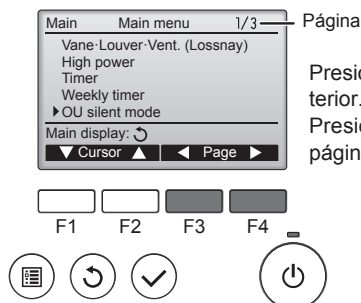 Main Main menu 1/3
Página
Vane·Louver·Vent. (Lossnay)
High power
Timer
Weekly timer
OU silent mode
Main display:
Cursor Page
F1 F2 F3 F4
Presio
terior.
Presio
págin